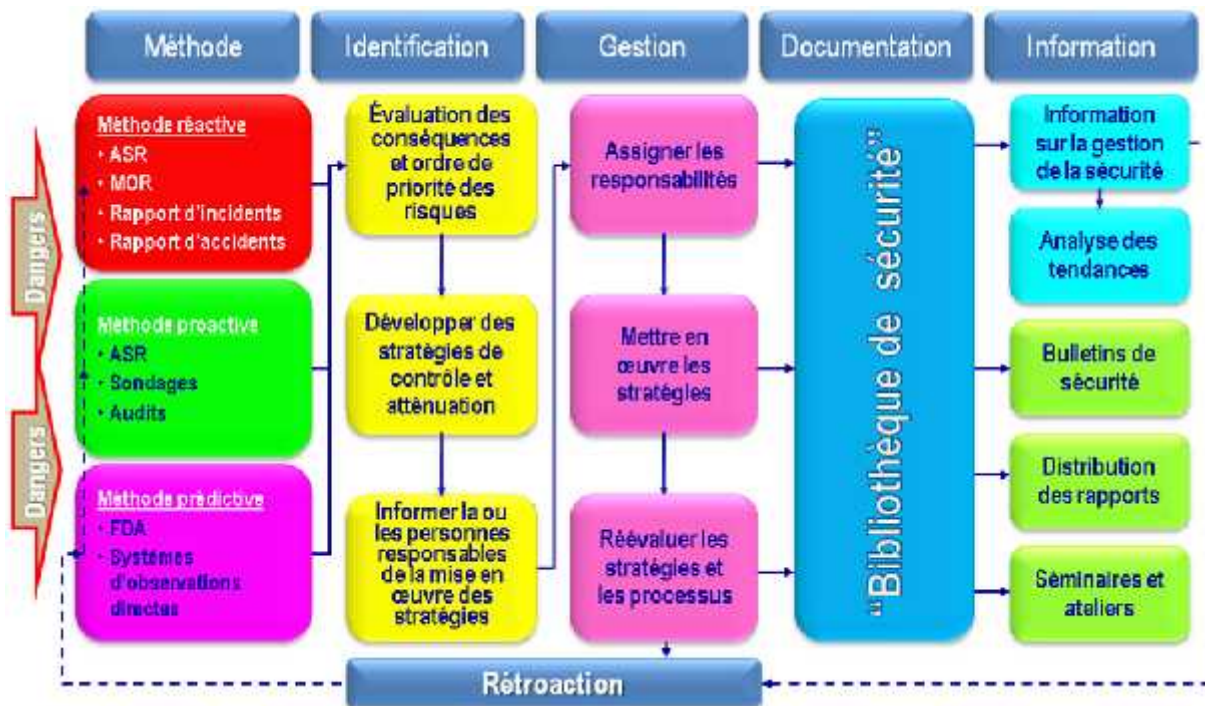 Méthode
Identification
Gestion
Documentation
Information
Dangers
Dangers
Méthode réactive
• ASR
• MOR
• Rapport d'incidents
• Rapport d'accidents
Méthode proactive
• ASR
• Sondages
• Audits
Méthode prédictive
• FDA
• Systèmes
d'observations
directes
Évaluation des
conséquences
et ordre de
priorité des
risques
Développer des
stratégies de
contrôle et
atténuation
Informer la ou
les personnes
responsables
de la mise en
œuvre des
stratégies
Assigner les
responsabilités
Mettre en
œuvre les
stratégies
Réévaluer les
stratégies et
les processus
“Bibliothèque de sécurité”
Information
sur la gestion
de la sécurité
Analyse des
tendances
Bulletins de
sécurité
Distribution
des rapports
Séminaires et
ateliers
Rétroaction